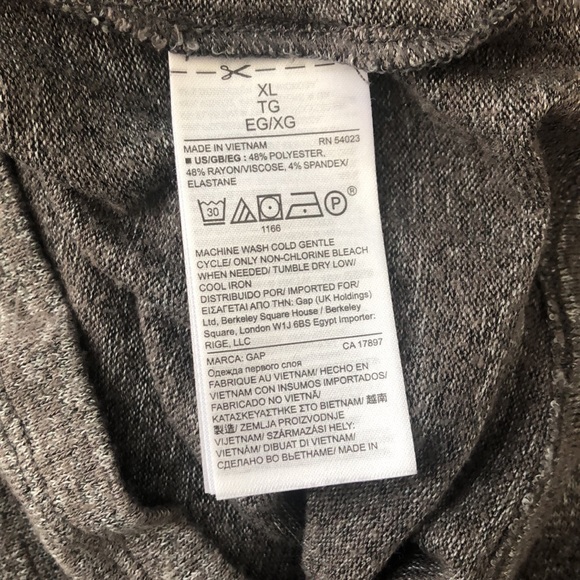 XL
TG
EG/XG
MADE IN VIETNAM RN 54023
■ US/GB/EG : 48% POLYESTER,
48% RAYON/VISCOSE, 4% SPANDEX/
ELASTANE
30 P ®
1166
MACHINE WASH COLD GENTLE
CYCLE/ ONLY NON-CHLORINE BLEACH
WHEN NEEDED/ TUMBLE DRY LOW/
COOL IRON
DISTRIBUIDO POR/ IMPORTED FOR/
ΕΙΣΑΓΕΤΑΙ ΑΠΟ ΤΗΝ: Gap (UK Holdings)
Ltd, Berkeley Square House / Berkeley
Square, London W1J 6BS Egypt Importer:
RIGE, LLC
MARCA: GAP CA 17897
Одежда первого слоя
FABRIQUE AU VIETNAM/ HECHO EN
VIETNAM CON INSUMOS IMPORTADOS/
FABRICADO NO VIETNÃ/
ΚΑΤΑΣΚΕΥΑΣΤΗΚΕ ΣΤΟ ΒΙΕΤΝΑΜ/ 越南
製造/ ZEMLJA PROIZVODNJE
VIJETNAM/ SZÁRMAZÁSI HELY:
VIETNÁM/ DIBUAT DI VIETNAM/
СДЕЛАНО ВО ВЬЕТНАМЕ/ MADE IN